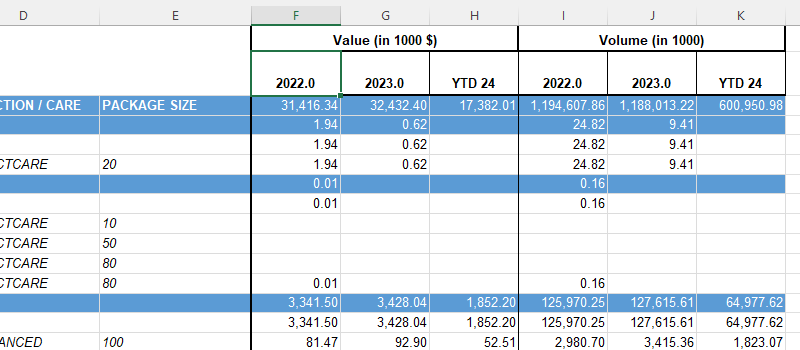 D E F G H I J K
Value (in 1000 $) Volume (in 1000)
2022.0 2023.0 YTD 24 2022.0 2023.0 YTD 24
CTION / CARE PACKAGE SIZE 31,416.34 32,432.40 17,382.01 1,194,607.86 1,188,013.22 600,950.98
1.94 0.62 24.82 9.41
1.94 0.62 24.82 9.41
CTCARE 20 1.94 0.62 24.82 9.41
0.01 0.16
0.01 0.16
CTCARE 10
CTCARE 50
CTCARE 80
CTCARE 80 0.01 0.16
3,341.50 3,428.04 1,852.20 125,970.25 127,615.61 64,977.62
3,341.50 3,428.04 1,852.20 125,970.25 127,615.61 64,977.62
ANCED 100 81.47 92.90 52.51 2,980.70 3,415.36 1,823.07